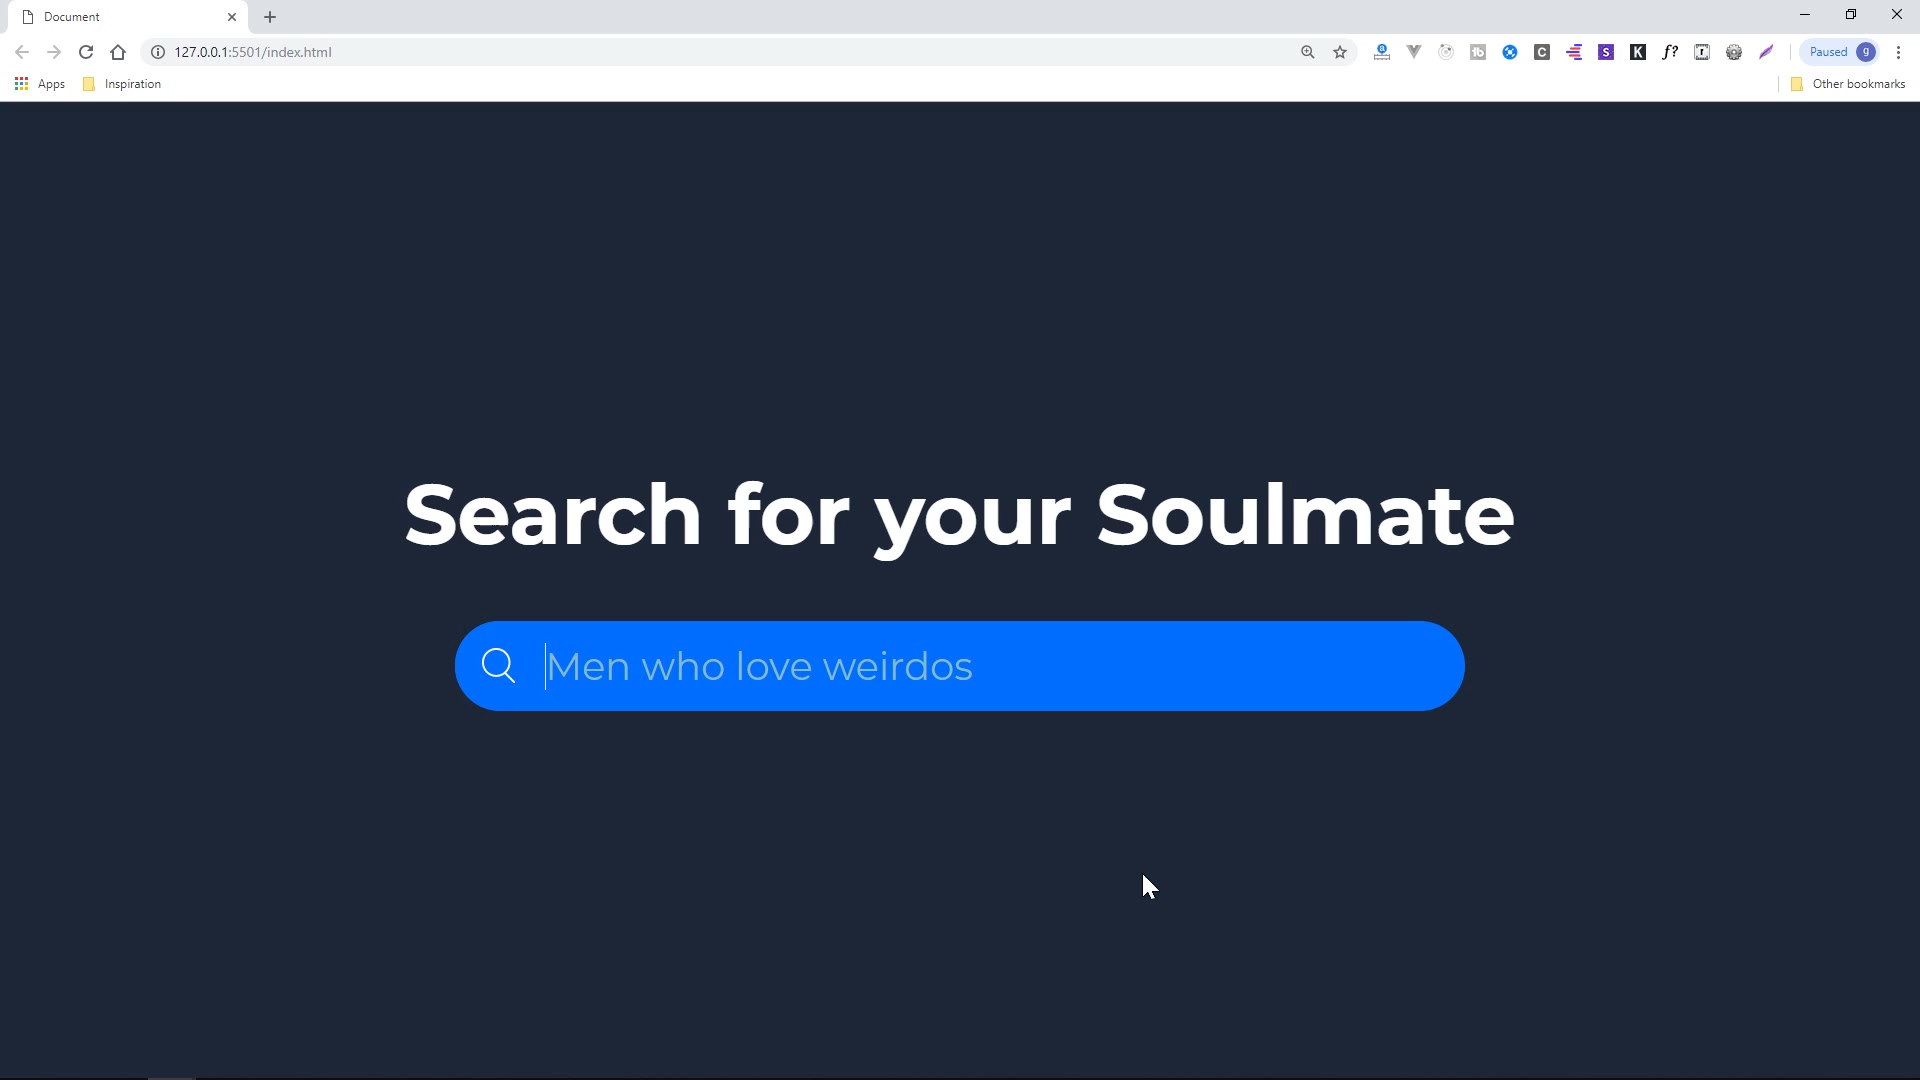 Document
127.0.0.1:5501/index.html
Paused g
Apps Inspiration Other bookmarks
Search for your Soulmate
Men who love weirdos